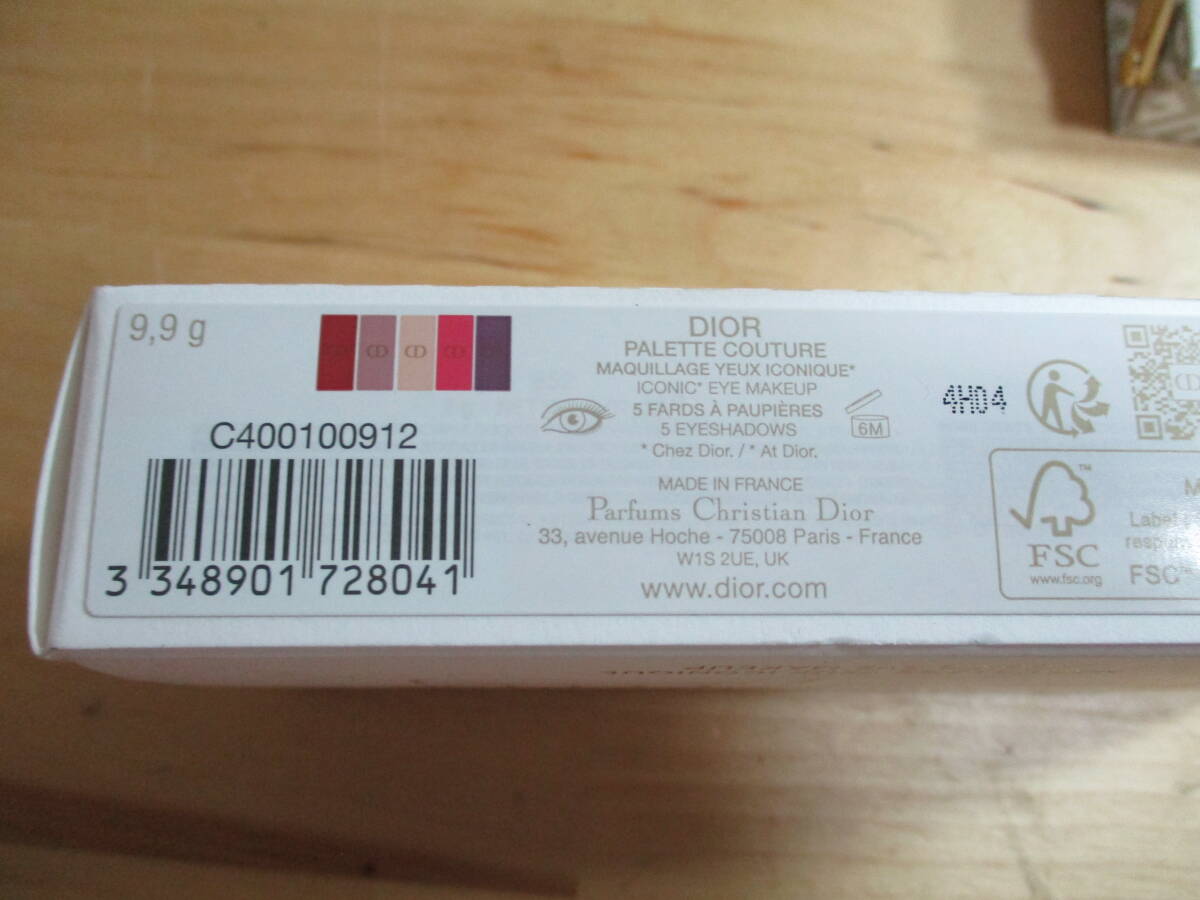 9,9 g
C400100912
3 348901 728041
DIOR
PALETTE COUTURE
MAQUILLAGE YEUX ICONIQUE*
ICONIC* EYE MAKEUP
5 FARDS À PAUPIÈRES
5 EYESHADOWS
* Chez Dior. / * At Dior.
6M
MADE IN FRANCE
Parfums Christian Dior
33, avenue Hoche - 75008 Paris - France
W1S 2UE, UK
www.dior.com
4H04
FSC
www.fsc.org
Label
FSC™